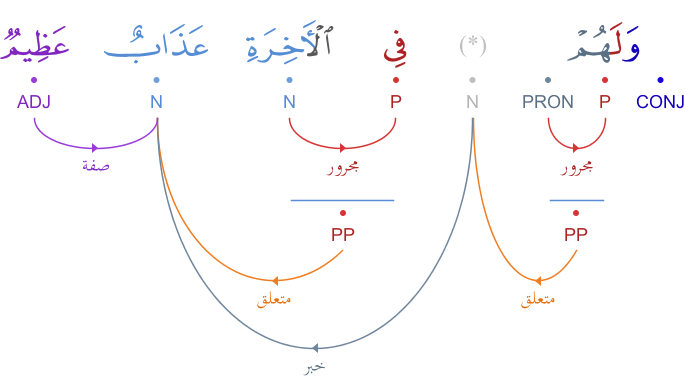 وَلَهُمۡ (*) فِي ٱلۡأَخِرَةِ عَذَابٌ عَظِيمٌ
CONJ P PRON N P N N ADJ
مجرور مجرور صفة
PP PP
متعلق متعلق
خبر